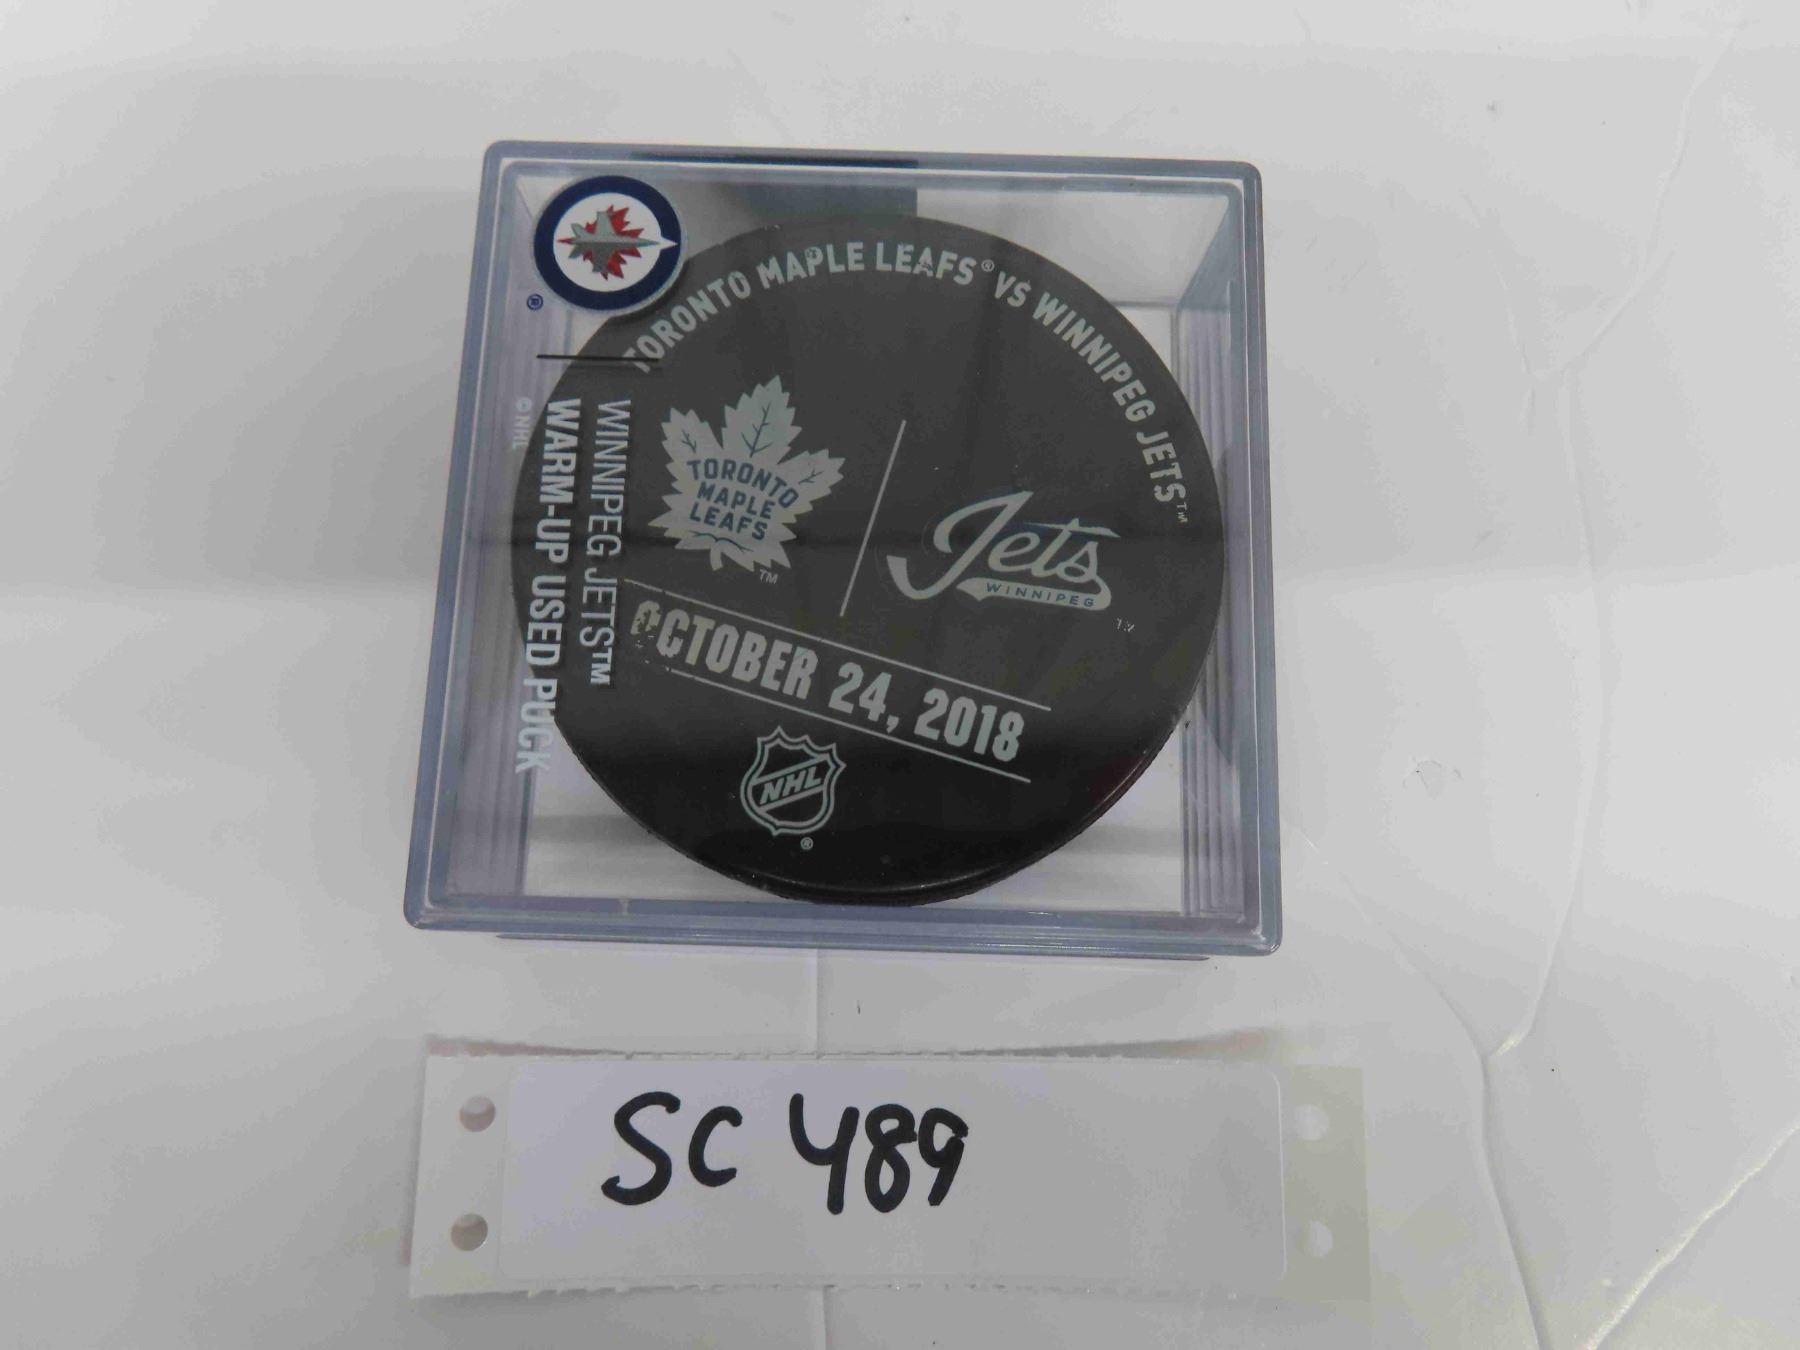 TORONTO MAPLE LEAFS® VS WINNIPEG JETS™
TORONTO
MAPLE
LEAFS
™
Jets
WINNIPEG
™
OCTOBER 24, 2018
NHL
®
®
WINNIPEG JETS™
WARM-UP USED PUCK
© NHL
SC 489